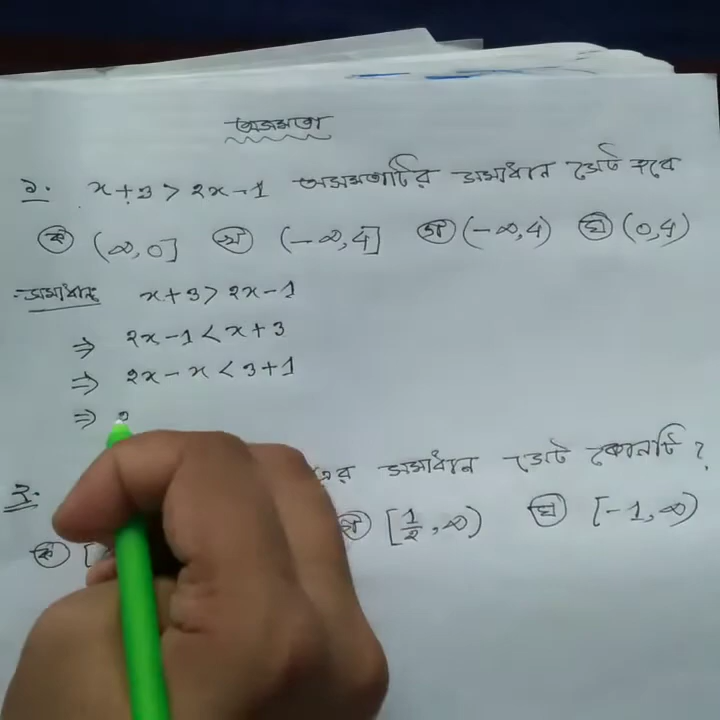 অসমতা
১. x+3 > 2x-1 অসমতাটির সমাধান সেট হবে
ক (∞,0] খ (-∞,4] গ (-∞,4) ঘ (0,4)
সমাধান: x+3 > 2x-1
⇒ 2x-1 < x+3
⇒ 2x-x < 3+1
⇒
২. এর সমাধান সেট কোনটি?
ক [ গ [1/2, ∞) ঘ [-1, ∞)